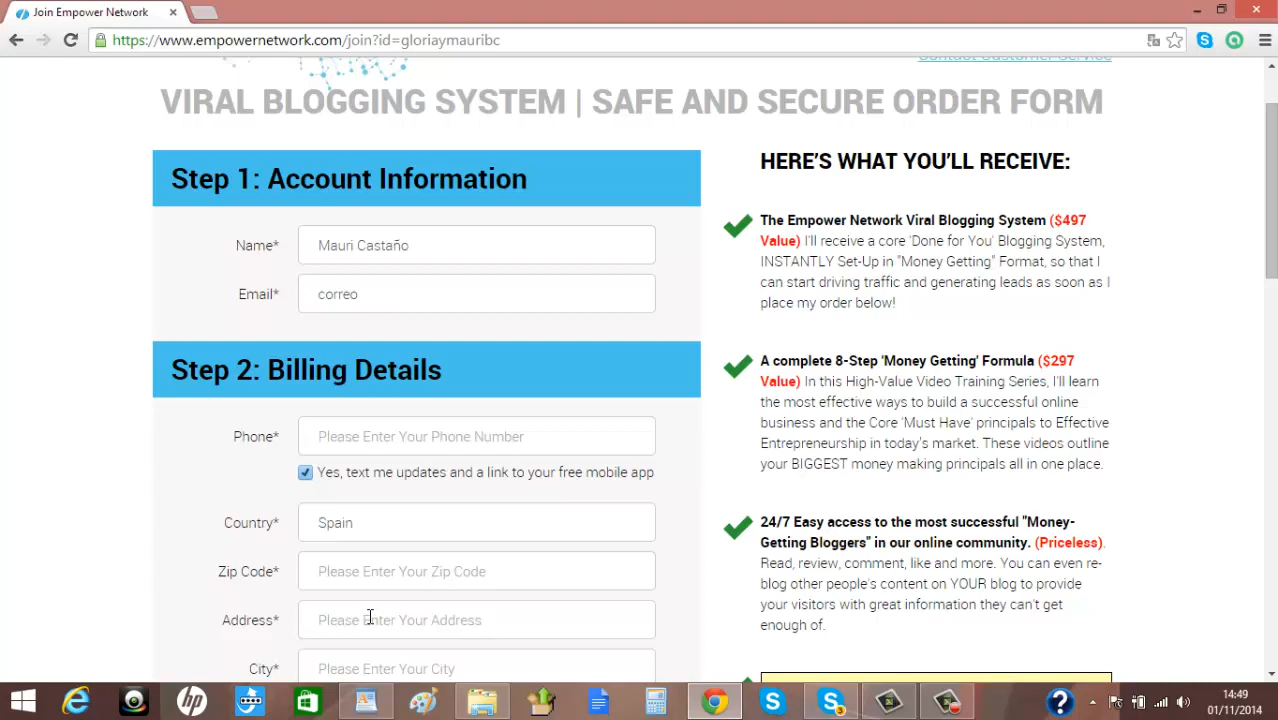 Join Empower Network
https://www.empowernetwork.com/join?id=gloriaymauribc
Contact Customer Service
VIRAL BLOGGING SYSTEM | SAFE AND SECURE ORDER FORM
Step 1: Account Information
Name* Mauri Castaño
Email* correo
Step 2: Billing Details
Phone* Please Enter Your Phone Number
Yes, text me updates and a link to your free mobile app
Country* Spain
Zip Code* Please Enter Your Zip Code
Address* Please Enter Your Address
City* Please Enter Your City
HERE'S WHAT YOU'LL RECEIVE:
The Empower Network Viral Blogging System ($497
Value) I'll receive a core 'Done for You' Blogging System,
INSTANTLY Set-Up in "Money Getting" Format, so that I
can start driving traffic and generating leads as soon as I
place my order below!
A complete 8-Step 'Money Getting' Formula ($297
Value) In this High-Value Video Training Series, I'll learn
the most effective ways to build a successful online
business and the Core 'Must Have' principals to Effective
Entrepreneurship in today's market. These videos outline
your BIGGEST money making principals all in one place.
24/7 Easy access to the most successful "Money-
Getting Bloggers" in our online community. (Priceless).
Read, review, comment, like and more. You can even re-
blog other people's content on YOUR blog to provide
your visitors with great information they can't get
enough of.
14:49
01/11/2014